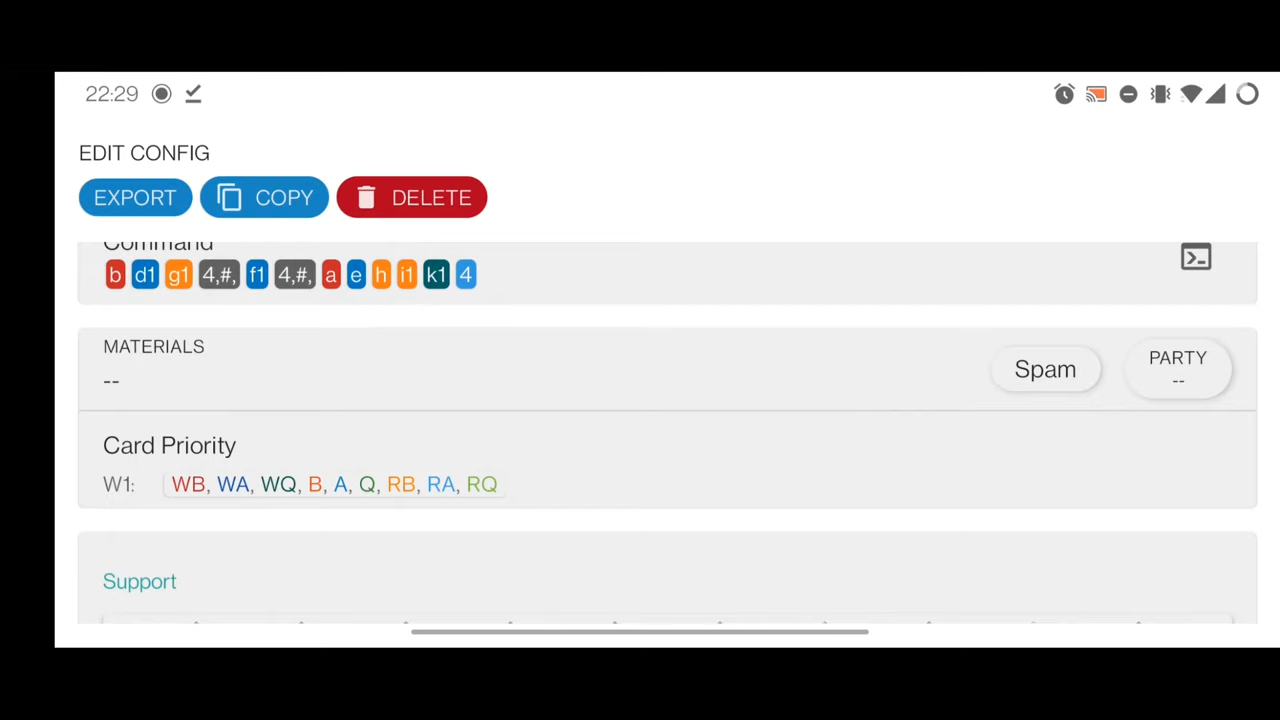 22:29
EDIT CONFIG
EXPORT COPY DELETE
Command
b d1 g1 4,#, f1 4,#, a e h i1 k1 4
MATERIALS
--
Spam
PARTY
--
Card Priority
W1: WB, WA, WQ, B, A, Q, RB, RA, RQ
Support